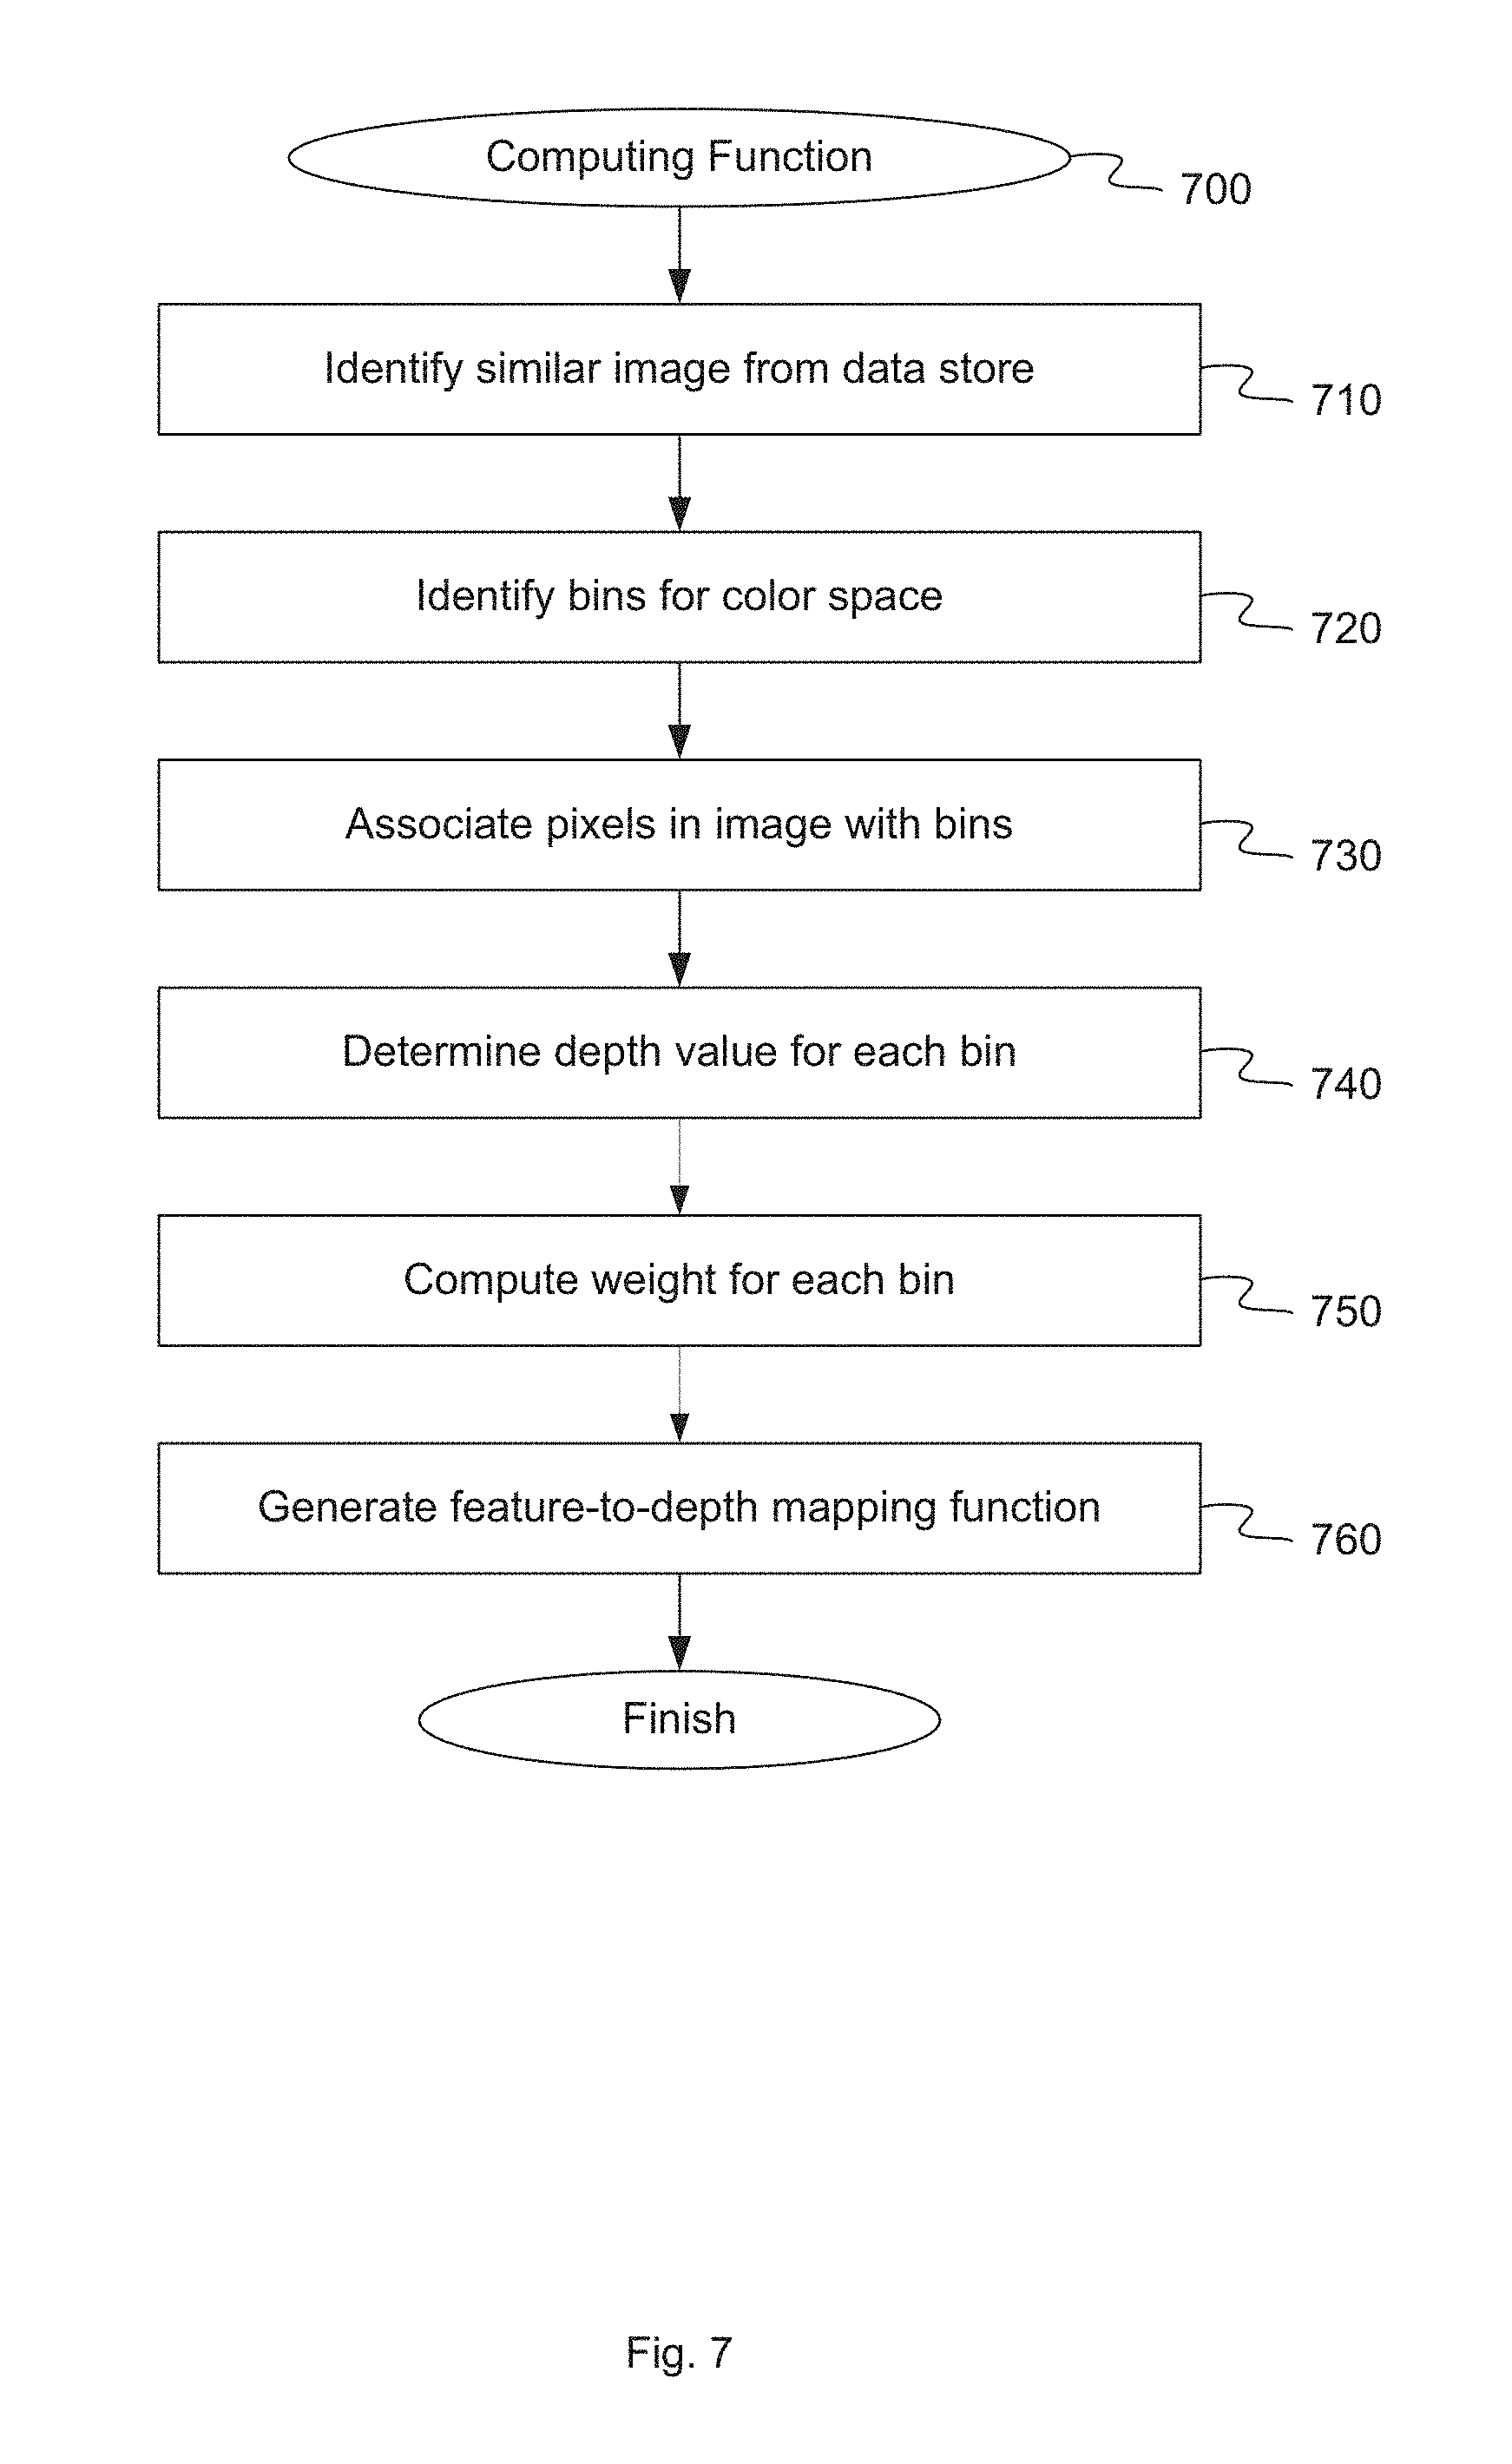 Computing Function
700
Identify similar image from data store
710
Identify bins for color space
720
Associate pixels in image with bins
730
Determine depth value for each bin
740
Compute weight for each bin
750
Generate feature-to-depth mapping function
760
Finish
Fig. 7